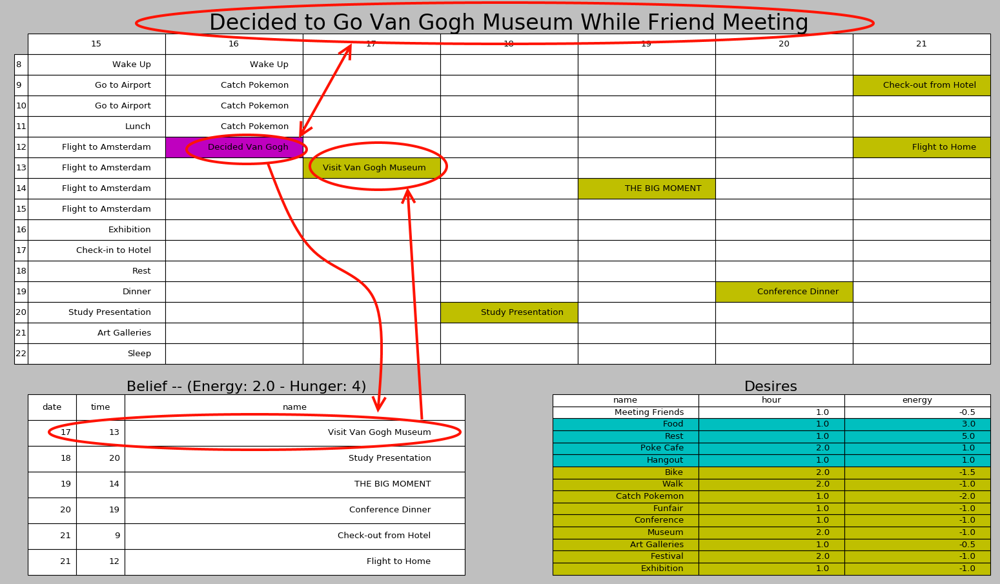 Decided to Go Van Gogh Museum While Friend Meeting
15 16 17 18 19 20 21
8 Wake Up Wake Up
9 Go to Airport Catch Pokemon Check-out from Hotel
10 Go to Airport Catch Pokemon
11 Lunch Catch Pokemon
12 Flight to Amsterdam Decided Van Gogh Flight to Home
13 Flight to Amsterdam Visit Van Gogh Museum
14 Flight to Amsterdam THE BIG MOMENT
15 Flight to Amsterdam
16 Exhibition
17 Check-in to Hotel
18 Rest
19 Dinner Conference Dinner
20 Study Presentation Study Presentation
21 Art Galleries
22 Sleep
Belief -- (Energy: 2.0 - Hunger: 4)
date time name
17 13 Visit Van Gogh Museum
18 20 Study Presentation
19 14 THE BIG MOMENT
20 19 Conference Dinner
21 9 Check-out from Hotel
21 12 Flight to Home
Desires
name hour energy
Meeting Friends 1.0 -0.5
Food 1.0 3.0
Rest 1.0 5.0
Poke Cafe 2.0 1.0
Hangout 1.0 1.0
Bike 2.0 -1.5
Walk 2.0 -1.0
Catch Pokemon 1.0 -2.0
Funfair 1.0 -1.0
Conference 1.0 -1.0
Museum 2.0 -1.0
Art Galleries 1.0 -0.5
Festival 2.0 -1.0
Exhibition 1.0 -1.0